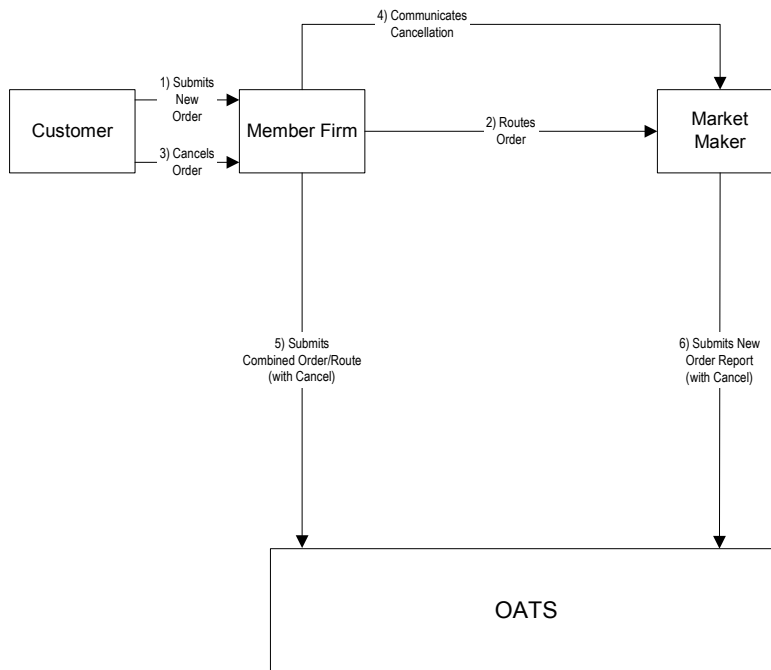 4) Communicates
Cancellation
1) Submits
New
Order
Customer
Member Firm
2) Routes
Order
Market
Maker
3) Cancels
Order
5) Submits
Combined Order/Route
(with Cancel)
6) Submits New
Order Report
(with Cancel)
OATS